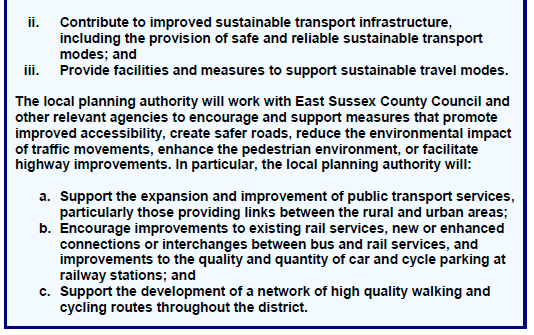 ii. Contribute to improved sustainable transport infrastructure,
including the provision of safe and reliable sustainable transport
modes; and
iii. Provide facilities and measures to support sustainable travel modes.
The local planning authority will work with East Sussex County Council and
other relevant agencies to encourage and support measures that promote
improved accessibility, create safer roads, reduce the environmental impact
of traffic movements, enhance the pedestrian environment, or facilitate
highway improvements. In particular, the local planning authority will:
a. Support the expansion and improvement of public transport services,
particularly those providing links between the rural and urban areas;
b. Encourage improvements to existing rail services, new or enhanced
connections or interchanges between bus and rail services, and
improvements to the quality and quantity of car and cycle parking at
railway stations; and
c. Support the development of a network of high quality walking and
cycling routes throughout the district.